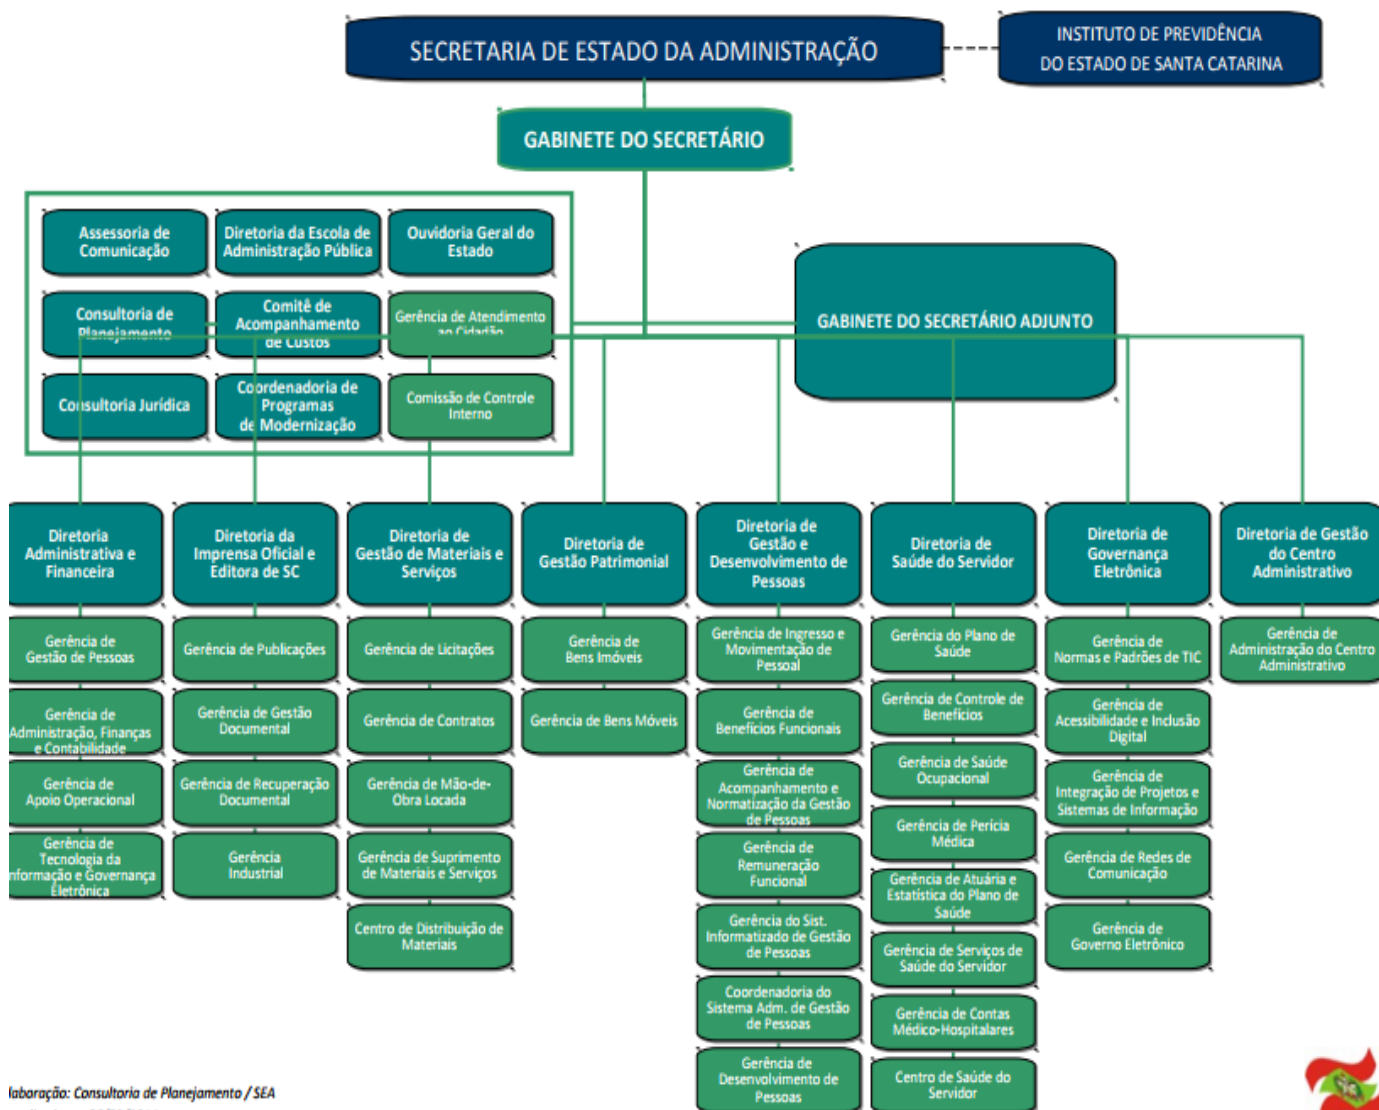 SECRETARIA DE ESTADO DA ADMINISTRAÇÃO
INSTITUTO DE PREVIDÊNCIA
DO ESTADO DE SANTA CATARINA
GABINETE DO SECRETÁRIO
Assessoria de
Comunicação
Diretoria da Escola de
Administração Pública
Ouvidoria Geral do
Estado
Consultoria de
Planejamento
Comitê de
Acompanhamento
de Custos
Gerência de Atendimento
ao Cidadão
GABINETE DO SECRETÁRIO ADJUNTO
Consultoria Jurídica
Coordenadoria de
Programas
de Modernização
Comissão de Controle
Interno
Diretoria
Administrativa e
Financeira
Gerência de
Gestão de Pessoas
Gerência de
Administração, Finanças
e Contabilidade
Gerência de
Apoio Operacional
Gerência de
Tecnologia da
nformação e Governança
Eletrônica
Diretoria da
Imprensa Oficial e
Editora de SC
Gerência de Publicações
Gerência de Gestão
Documental
Gerência de Recuperação
Documental
Gerência
Industrial
Diretoria de
Gestão de Materiais e
Serviços
Gerência de Licitações
Gerência de Contratos
Gerência de Mão-de-
Obra Locada
Gerência de Suprimento
de Materiais e Serviços
Centro de Distribuição de
Materiais
Diretoria de
Gestão Patrimonial
Gerência de
Bens Imóveis
Gerência de Bens Móveis
Diretoria de
Gestão e
Desenvolvimento de
Pessoas
Gerência de Ingresso e
Movimentação de
Pessoal
Gerência de
Benefícios Funcionais
Gerência de
Acompanhamento e
Normatização da Gestão
de Pessoas
Gerência de
Remuneração
Funcional
Gerência do Sist.
Informatizado de Gestão
de Pessoas
Coordenadoria do
Sistema Adm. de Gestão
de Pessoas
Gerência de
Desenvolvimento de
Pessoas
Diretoria de
Saúde do Servidor
Gerência do Plano de
Saúde
Gerência de Controle de
Benefícios
Gerência de Saúde
Ocupacional
Gerência de Perícia
Médica
Gerência de Atuária e
Estatística do Plano de
Saúde
Gerência de Serviços de
Saúde do Servidor
Gerência de Contas
Médico-Hospitalares
Centro de Saúde do
Servidor
Diretoria de
Governança
Eletrônica
Gerência de
Normas e Padrões de TIC
Gerência de
Acessibilidade e Inclusão
Digital
Gerência de
Integração de Projetos e
Sistemas de Informação
Gerência de Redes de
Comunicação
Gerência de
Governo Eletrônico
Diretoria de Gestão
do Centro
Administrativo
Gerência de
Administração do Centro
Administrativo
laboração: Consultoria de Planejamento / SEA